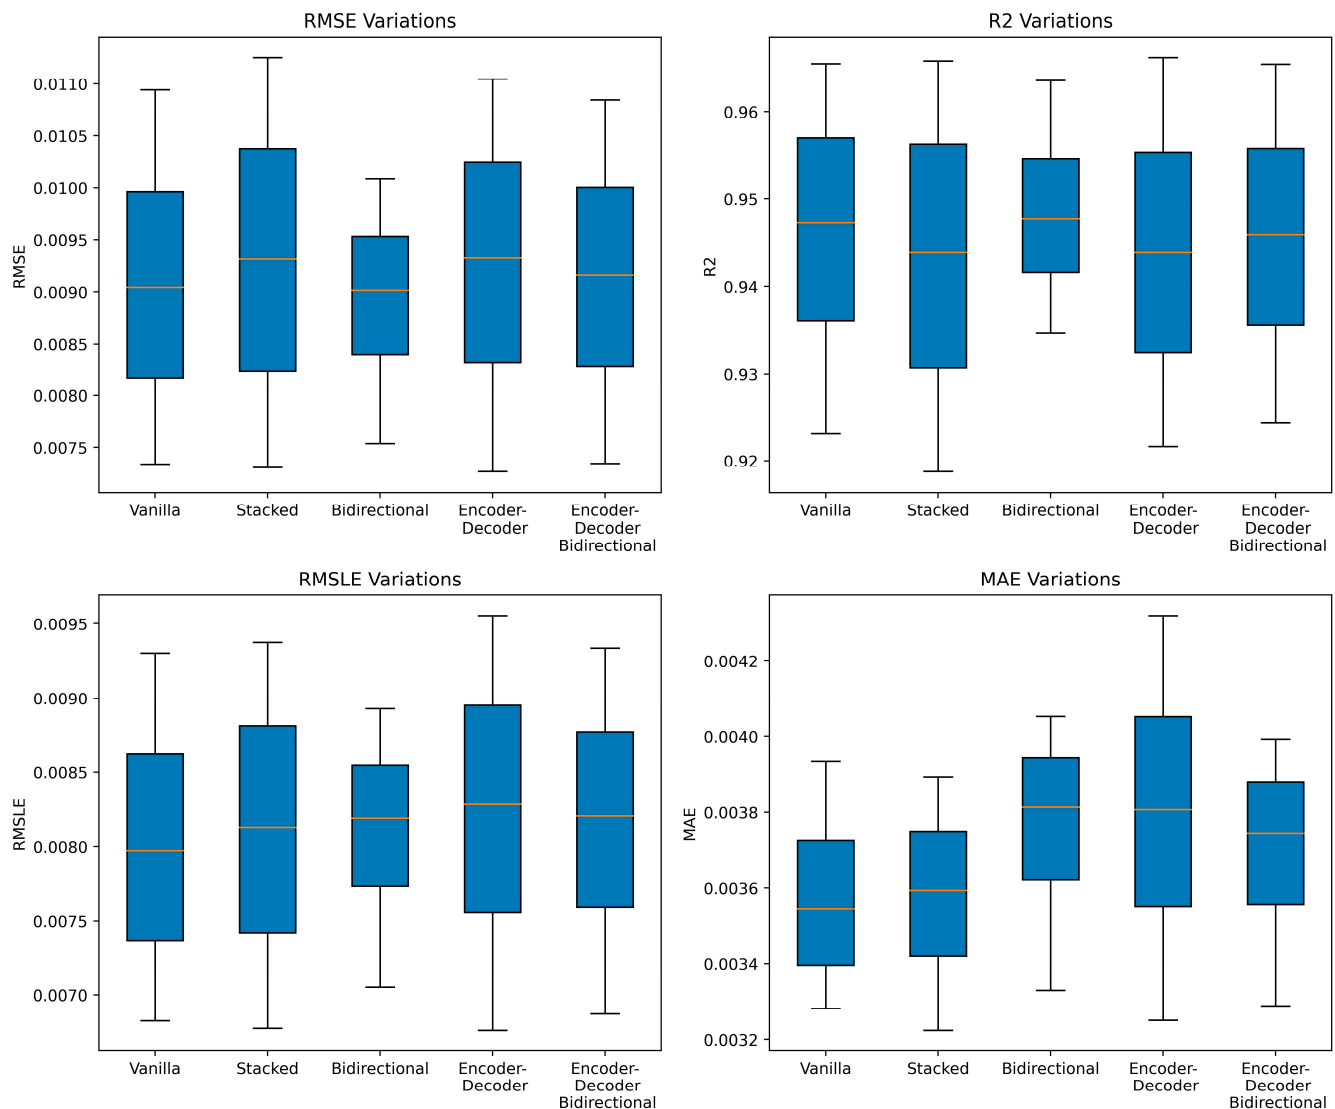 RMSE Variations
RMSE
0.0110
0.0105
0.0100
0.0095
0.0090
0.0085
0.0080
0.0075
Vanilla
Stacked
Bidirectional
Encoder-
Decoder
Encoder-
Decoder
Bidirectional
R2 Variations
R2
0.96
0.95
0.94
0.93
0.92
Vanilla
Stacked
Bidirectional
Encoder-
Decoder
Encoder-
Decoder
Bidirectional
RMSLE Variations
RMSLE
0.0095
0.0090
0.0085
0.0080
0.0075
0.0070
Vanilla
Stacked
Bidirectional
Encoder-
Decoder
Encoder-
Decoder
Bidirectional
MAE Variations
MAE
0.0042
0.0040
0.0038
0.0036
0.0034
0.0032
Vanilla
Stacked
Bidirectional
Encoder-
Decoder
Encoder-
Decoder
Bidirectional